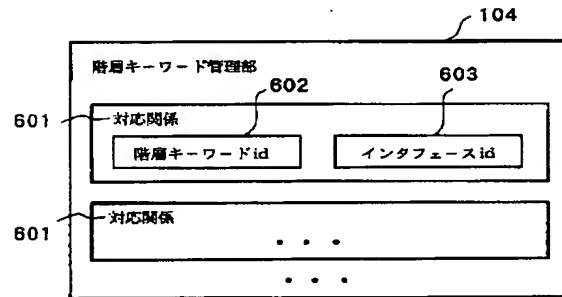 104
階層キーワード管理部
602
603
601
対応関係
階層キーワードid
インタフェースid
601
対応関係
• • •
• • •